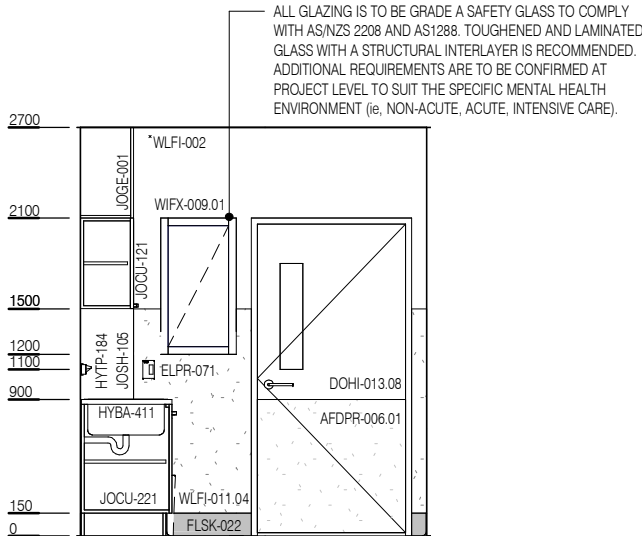 ALL GLAZING IS TO BE GRADE A SAFETY GLASS TO COMPLY
WITH AS/NZS 2208 AND AS1288. TOUGHENED AND LAMINATED
GLASS WITH A STRUCTURAL INTERLAYER IS RECOMMENDED.
ADDITIONAL REQUIREMENTS ARE TO BE CONFIRMED AT
PROJECT LEVEL TO SUIT THE SPECIFIC MENTAL HEALTH
ENVIRONMENT (ie, NON-ACUTE, ACUTE, INTENSIVE CARE).
2700
*WLFI-002
JOGE-001
WIFX-009.01
2100
JOCU-121
1500
1200
1100
HYTP-184
JOSH-105
ELPR-071
DOHI-013.08
900
HYBA-411
AFDPR-006.01
JOCU-221
WLFI-011.04
150
FLSK-022
0